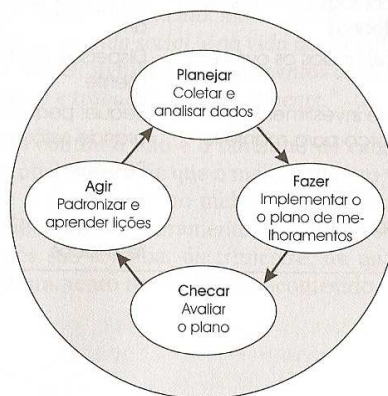 Planejar
Coletar e
analisar dados
Fazer
Implementar o
o plano de me-
lhoramentos
Checar
Avaliar
o plano
Agir
Padronizar e
aprender lições